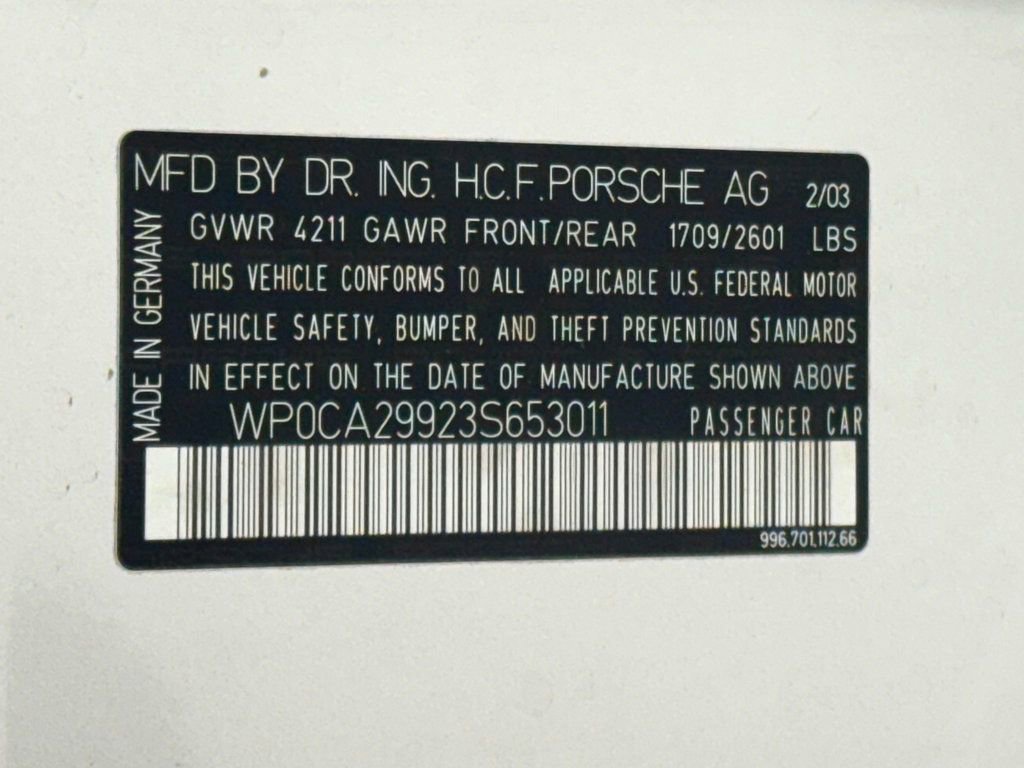 MFD BY DR. ING. H.C.F. PORSCHE AG 2/03
GVWR 4211 GAWR FRONT/REAR 1709/2601 LBS
THIS VEHICLE CONFORMS TO ALL APPLICABLE U.S. FEDERAL MOTOR
VEHICLE SAFETY, BUMPER, AND THEFT PREVENTION STANDARDS
IN EFFECT ON THE DATE OF MANUFACTURE SHOWN ABOVE
WP0CA29923S653011 PASSENGER CAR
996.701.112.66
MADE IN GERMANY